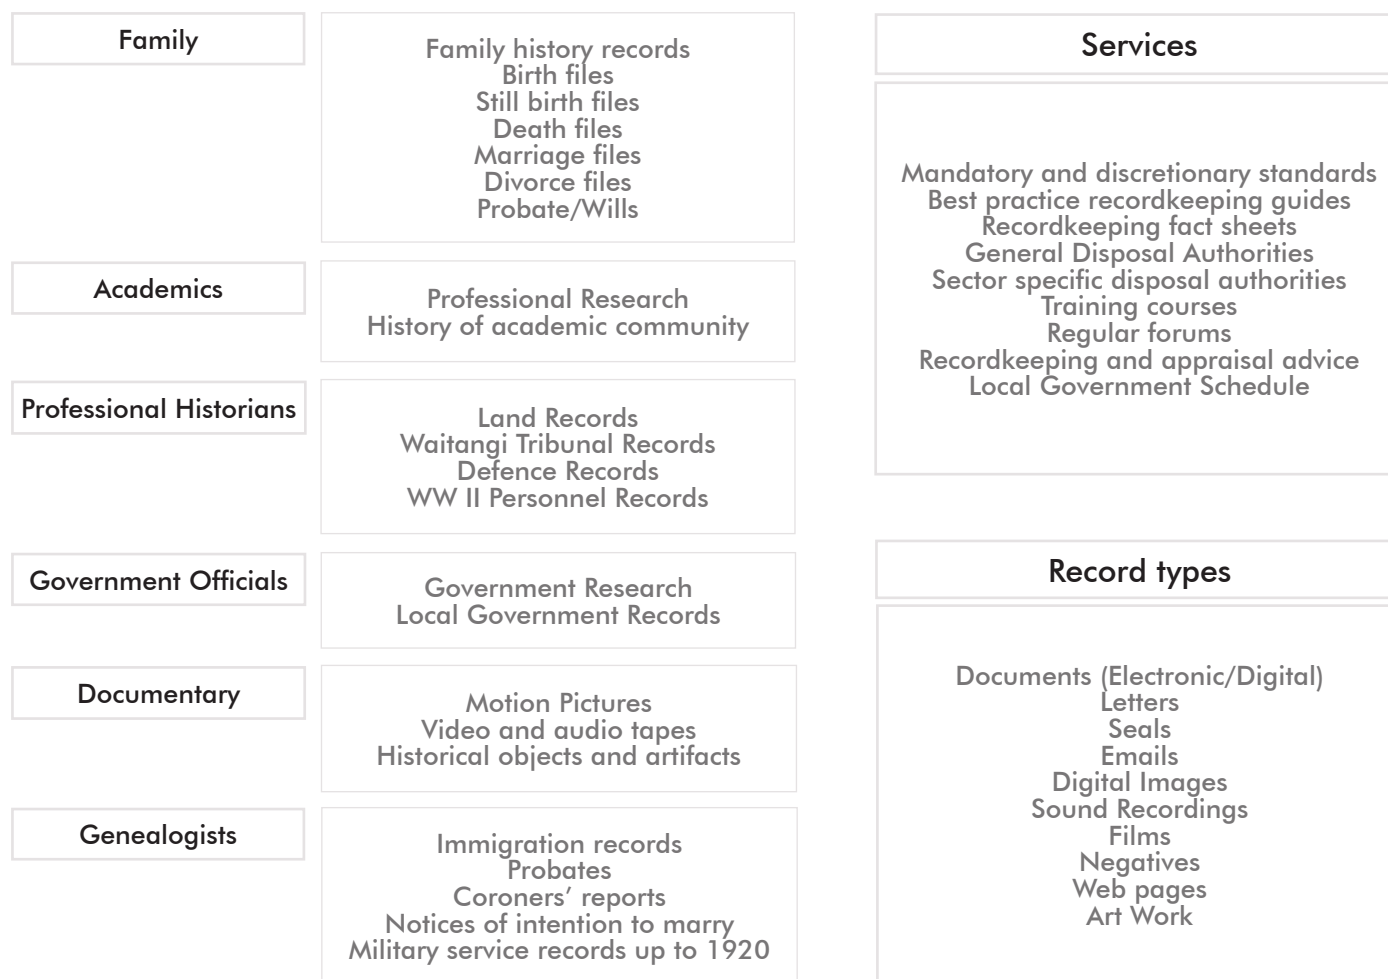 Family
Family history records
Birth files
Still birth files
Death files
Marriage files
Divorce files
Probate/Wills
Academics
Professional Research
History of academic community
Professional Historians
Land Records
Waitangi Tribunal Records
Defence Records
WW II Personnel Records
Government Officials
Government Research
Local Government Records
Documentary
Motion Pictures
Video and audio tapes
Historical objects and artifacts
Genealogists
Immigration records
Probates
Coroners’ reports
Notices of intention to marry
Military service records up to 1920
Services
Mandatory and discretionary standards
Best practice recordkeeping guides
Recordkeeping fact sheets
General Disposal Authorities
Sector specific disposal authorities
Training courses
Regular forums
Recordkeeping and appraisal advice
Local Government Schedule
Record types
Documents (Electronic/Digital)
Letters
Seals
Emails
Digital Images
Sound Recordings
Films
Negatives
Web pages
Art Work